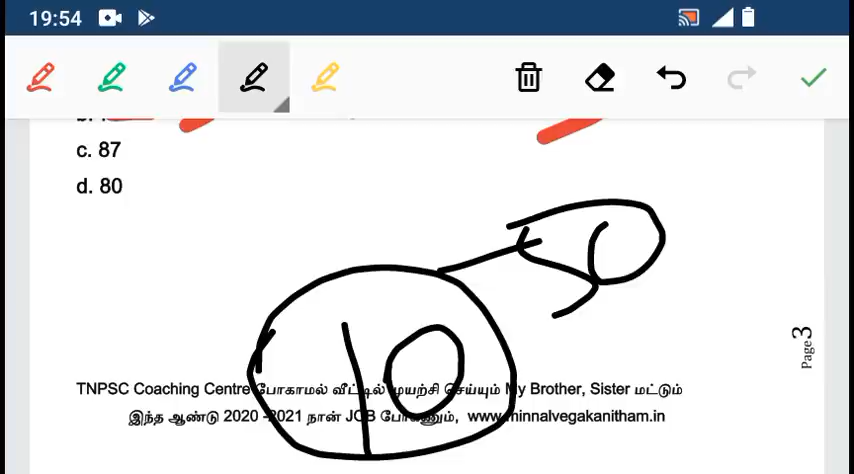 19:54
c. 87
d. 80
50
10
Page 3
TNPSC Coaching Centre போகாமல் வீட்டில் முயற்சி செய்யும் My Brother, Sister மட்டும்
இந்த ஆண்டு 2020 -2021 நான் JOB போகணும், www.minnalvegakanitham.in